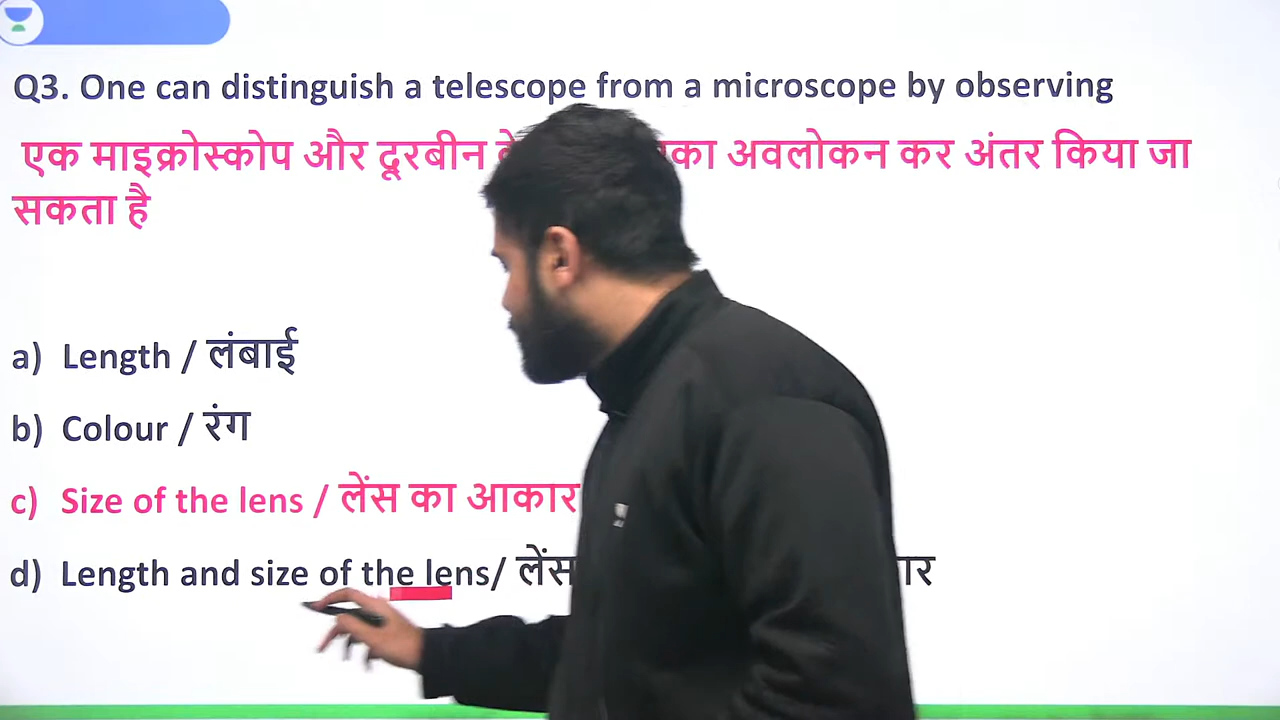 Q3. One can distinguish a telescope from a microscope by observing
एक माइक्रोस्कोप और दूरबीन अवलोकन कर अंतर किया जा
सकता है
a) Length / लंबाई
b) Colour / रंग
c) Size of the lens / लेंस का आकार
d) Length and size of the lens/ लेंस